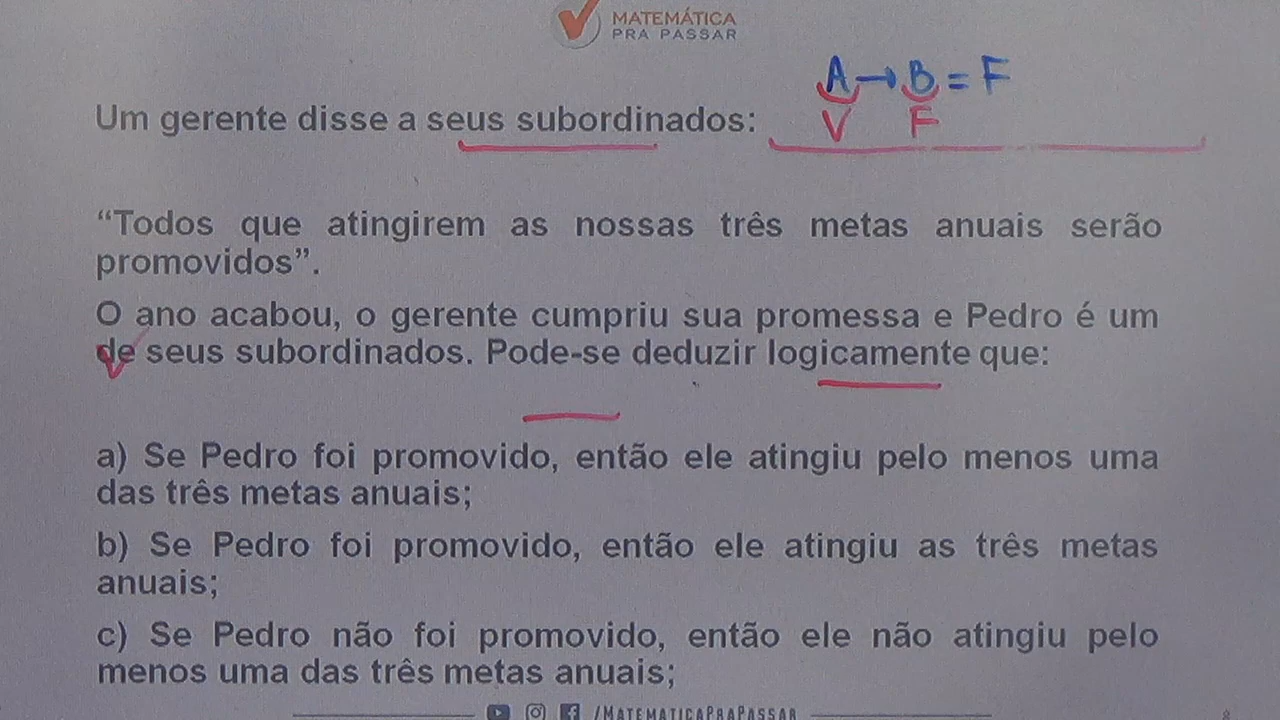 MATEMÁTICA
PRA PASSAR
A → B = F
Um gerente disse a seus subordinados:
V F
“Todos que atingirem as nossas três metas anuais serão
promovidos”.
O ano acabou, o gerente cumpriu sua promessa e Pedro é um
de seus subordinados. Pode-se deduzir logicamente que:
V
a) Se Pedro foi promovido, então ele atingiu pelo menos uma
das três metas anuais;
b) Se Pedro foi promovido, então ele atingiu as três metas
anuais;
c) Se Pedro não foi promovido, então ele não atingiu pelo
menos uma das três metas anuais;
/MATEMATICAPRAPASSAR